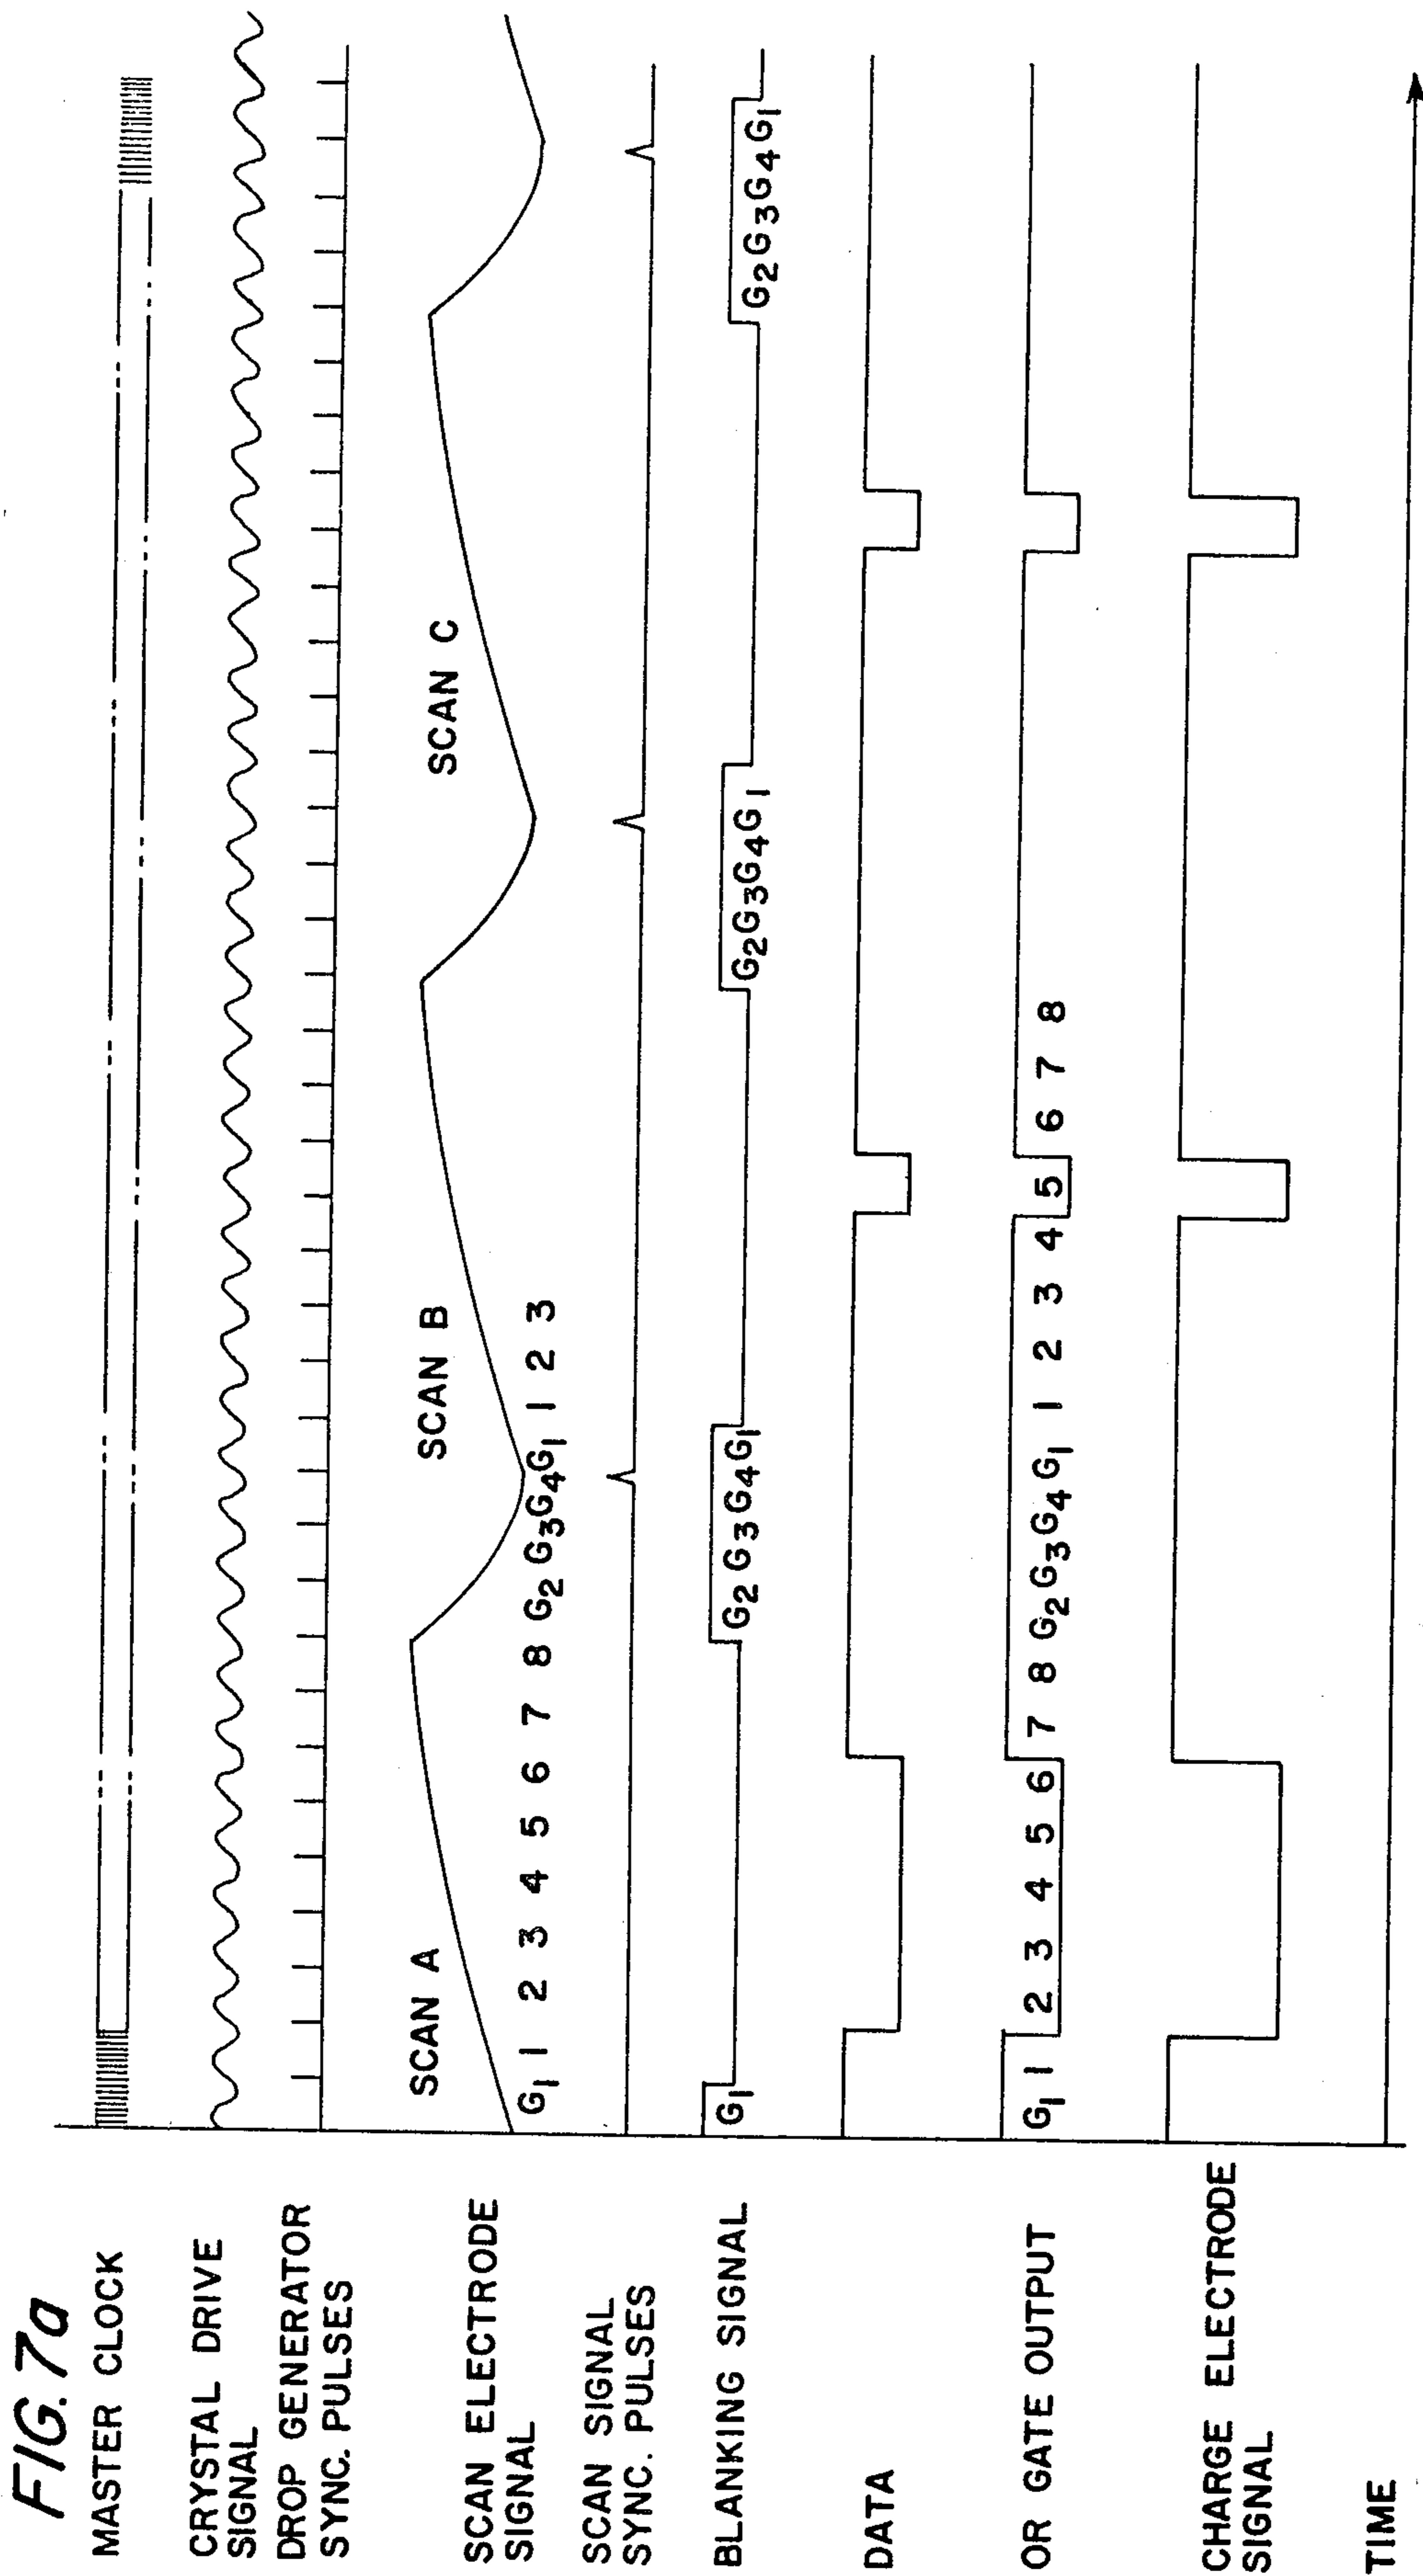 FIG. 7a
MASTER CLOCK
CRYSTAL DRIVE
SIGNAL
DROP GENERATOR
SYNC. PULSES
SCAN ELECTRODE
SIGNAL
SCAN A
SCAN B
SCAN C
G1 1 2 3 4 5 6 7 8 G2 G3 G4 G1 1 2 3
SCAN SIGNAL
SYNC. PULSES
BLANKING SIGNAL
G1
G2 G3 G4 G1
G2 G3 G4 G1
G2 G3 G4 G1
DATA
OR GATE OUTPUT
G1 1 2 3 4 5 6 7 8 G2 G3 G4 G1 1 2 3 4 5 6 7 8
CHARGE ELECTRODE
SIGNAL
TIME